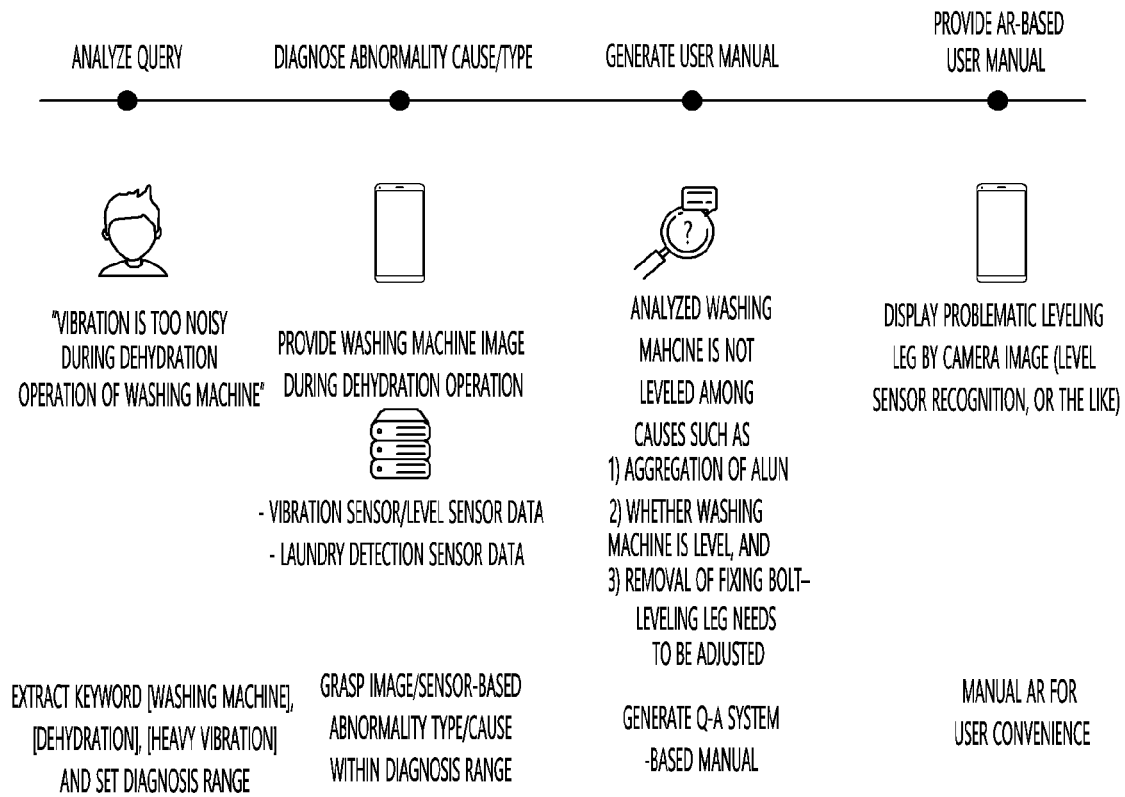 ANALYZE QUERY
DIAGNOSE ABNORMALITY CAUSE/TYPE
GENERATE USER MANUAL
PROVIDE AR-BASED
USER MANUAL
"VIBRATION IS TOO NOISY
DURING DEHYDRATION
OPERATION OF WASHING MACHINE"
EXTRACT KEYWORD [WASHING MACHINE],
[DEHYDRATION], [HEAVY VIBRATION]
AND SET DIAGNOSIS RANGE
PROVIDE WASHING MACHINE IMAGE
DURING DEHYDRATION OPERATION
- VIBRATION SENSOR/LEVEL SENSOR DATA
- LAUNDRY DETECTION SENSOR DATA
GRASP IMAGE/SENSOR-BASED
ABNORMALITY TYPE/CAUSE
WITHIN DIAGNOSIS RANGE
?
ANALYZED WASHING
MAHCINE IS NOT
LEVELED AMONG
CAUSES SUCH AS
1) AGGREGATION OF ALUN
2) WHETHER WASHING
MACHINE IS LEVEL, AND
3) REMOVAL OF FIXING BOLT–
LEVELING LEG NEEDS
TO BE ADJUSTED
GENERATE Q-A SYSTEM
-BASED MANUAL
DISPLAY PROBLEMATIC LEVELING
LEG BY CAMERA IMAGE (LEVEL
SENSOR RECOGNITION, OR THE LIKE)
MANUAL AR FOR
USER CONVENIENCE